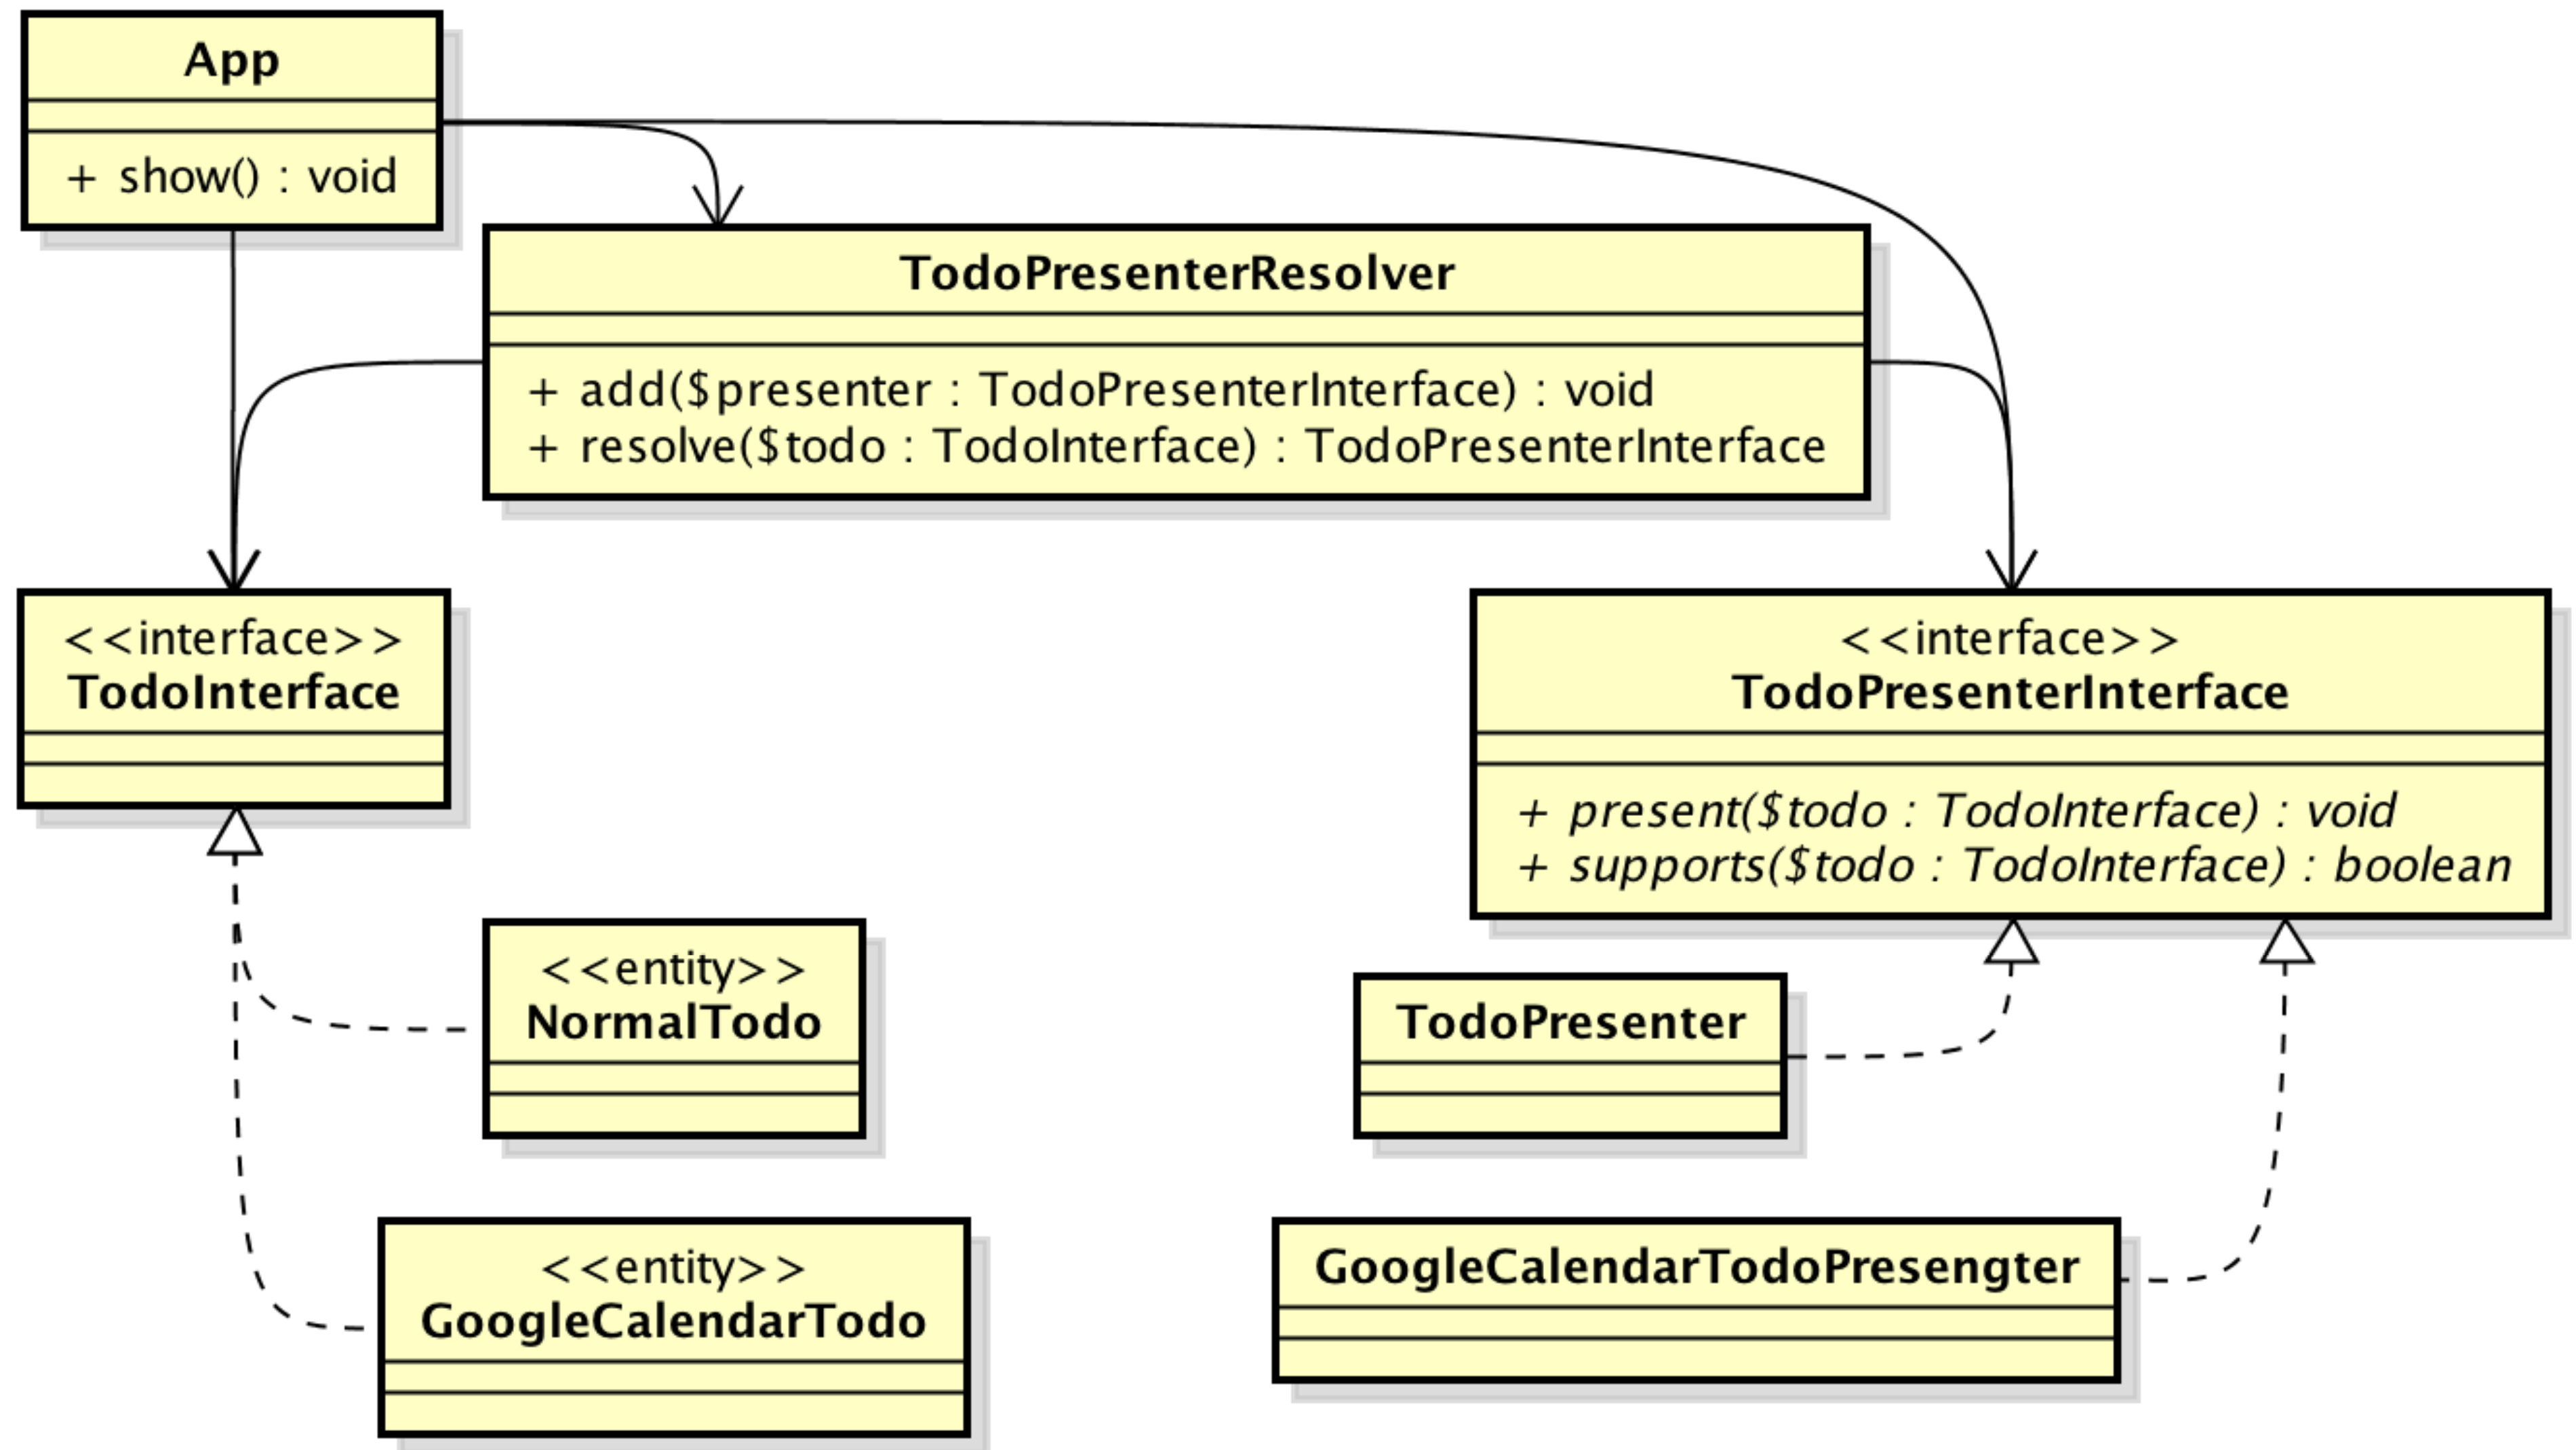 App
+ show() : void
TodoPresenterResolver
+ add($presenter : TodoPresenterInterface) : void
+ resolve($todo : TodoInterface) : TodoPresenterInterface
<<interface>>
TodoInterface
<<interface>>
TodoPresenterInterface
+ present($todo : TodoInterface) : void
+ supports($todo : TodoInterface) : boolean
<<entity>>
NormalTodo
TodoPresenter
<<entity>>
GoogleCalendarTodo
GoogleCalendarTodoPresengter